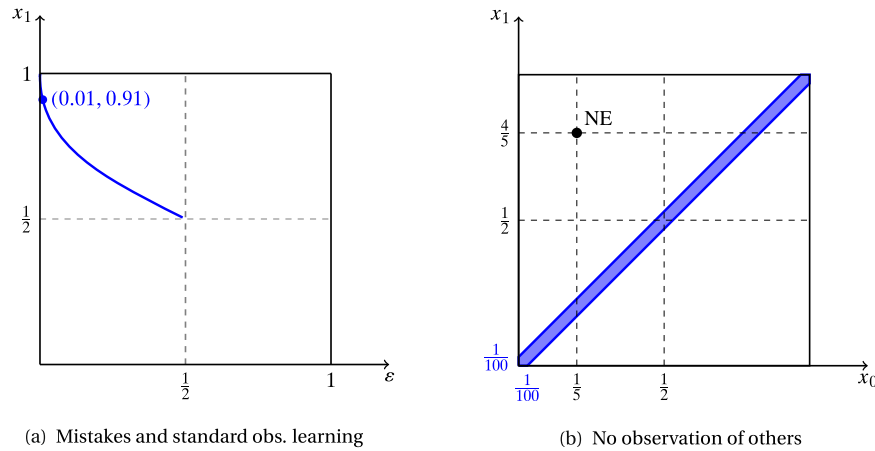 x₁
1
(0.01, 0.91)
1/2
1/2
1
ε
(a) Mistakes and standard obs. learning
x₁
NE
4/5
1/2
1/100
1/100
1/5
1/2
x₀
(b) No observation of others